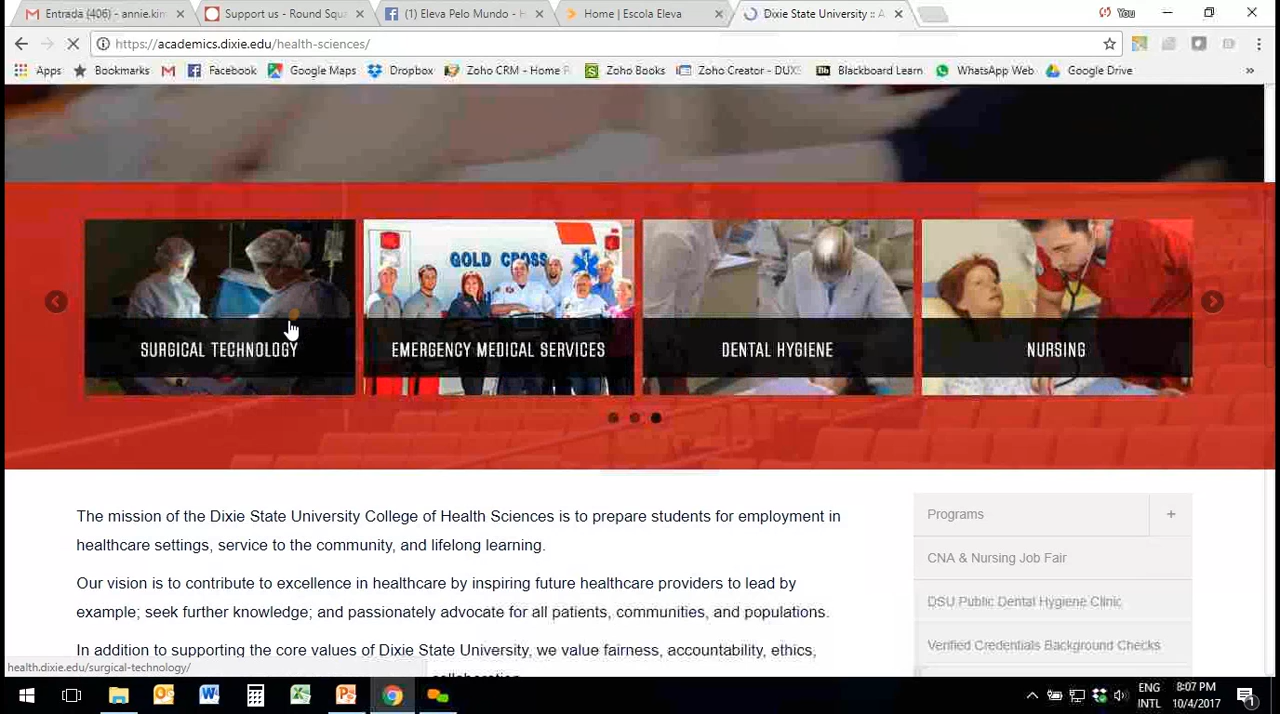 Entrada (406) - annie.kim
Support us - Round Squar
(1) Eleva Pelo Mundo - H
Home | Escola Eleva
Dixie State University :: A
You
https://academics.dixie.edu/health-sciences/
Apps
Bookmarks
Facebook
Google Maps
Dropbox
Zoho CRM - Home P
Zoho Books
Zoho Creator - DUXS
Blackboard Learn
WhatsApp Web
Google Drive
»
GOLD CROSS
SURGICAL TECHNOLOGY
EMERGENCY MEDICAL SERVICES
DENTAL HYGIENE
NURSING
The mission of the Dixie State University College of Health Sciences is to prepare students for employment in
healthcare settings, service to the community, and lifelong learning.
Our vision is to contribute to excellence in healthcare by inspiring future healthcare providers to lead by
example; seek further knowledge; and passionately advocate for all patients, communities, and populations.
In addition to supporting the core values of Dixie State University, we value fairness, accountability, ethics,
collaboration
Programs +
CNA & Nursing Job Fair
DSU Public Dental Hygiene Clinic
Verified Credentials Background Checks
health.dixie.edu/surgical-technology/
ENG
INTL
8:07 PM
10/4/2017
1